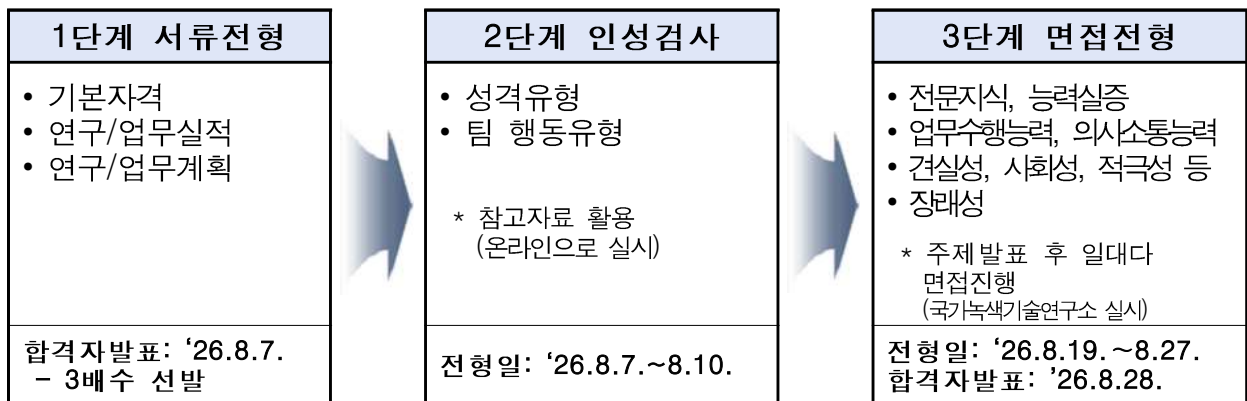 1단계 서류전형
• 기본자격
• 연구/업무실적
• 연구/업무계획
합격자발표: ‘26.8.7.
- 3배수 선발
2단계 인성검사
• 성격유형
• 팀 행동유형
* 참고자료 활용
(온라인으로 실시)
전형일: ‘26.8.7.~8.10.
3단계 면접전형
• 전문지식, 능력실증
• 업무수행능력, 의사소통능력
• 견실성, 사회성, 적극성 등
• 장래성
* 주제발표 후 일대다
면접진행
(국가녹색기술연구소 실시)
전형일: ‘26.8.19.~8.27.
합격자발표: ’26.8.28.